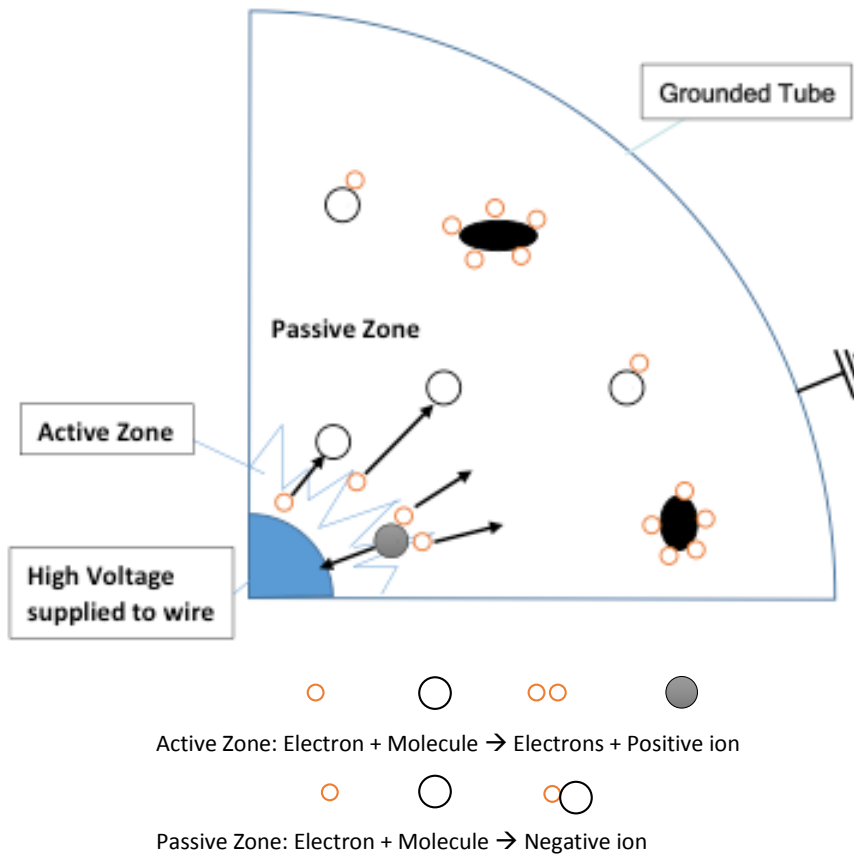 Grounded Tube
Passive Zone
Active Zone
High Voltage
supplied to wire
Active Zone: Electron + Molecule → Electrons + Positive ion
Passive Zone: Electron + Molecule → Negative ion